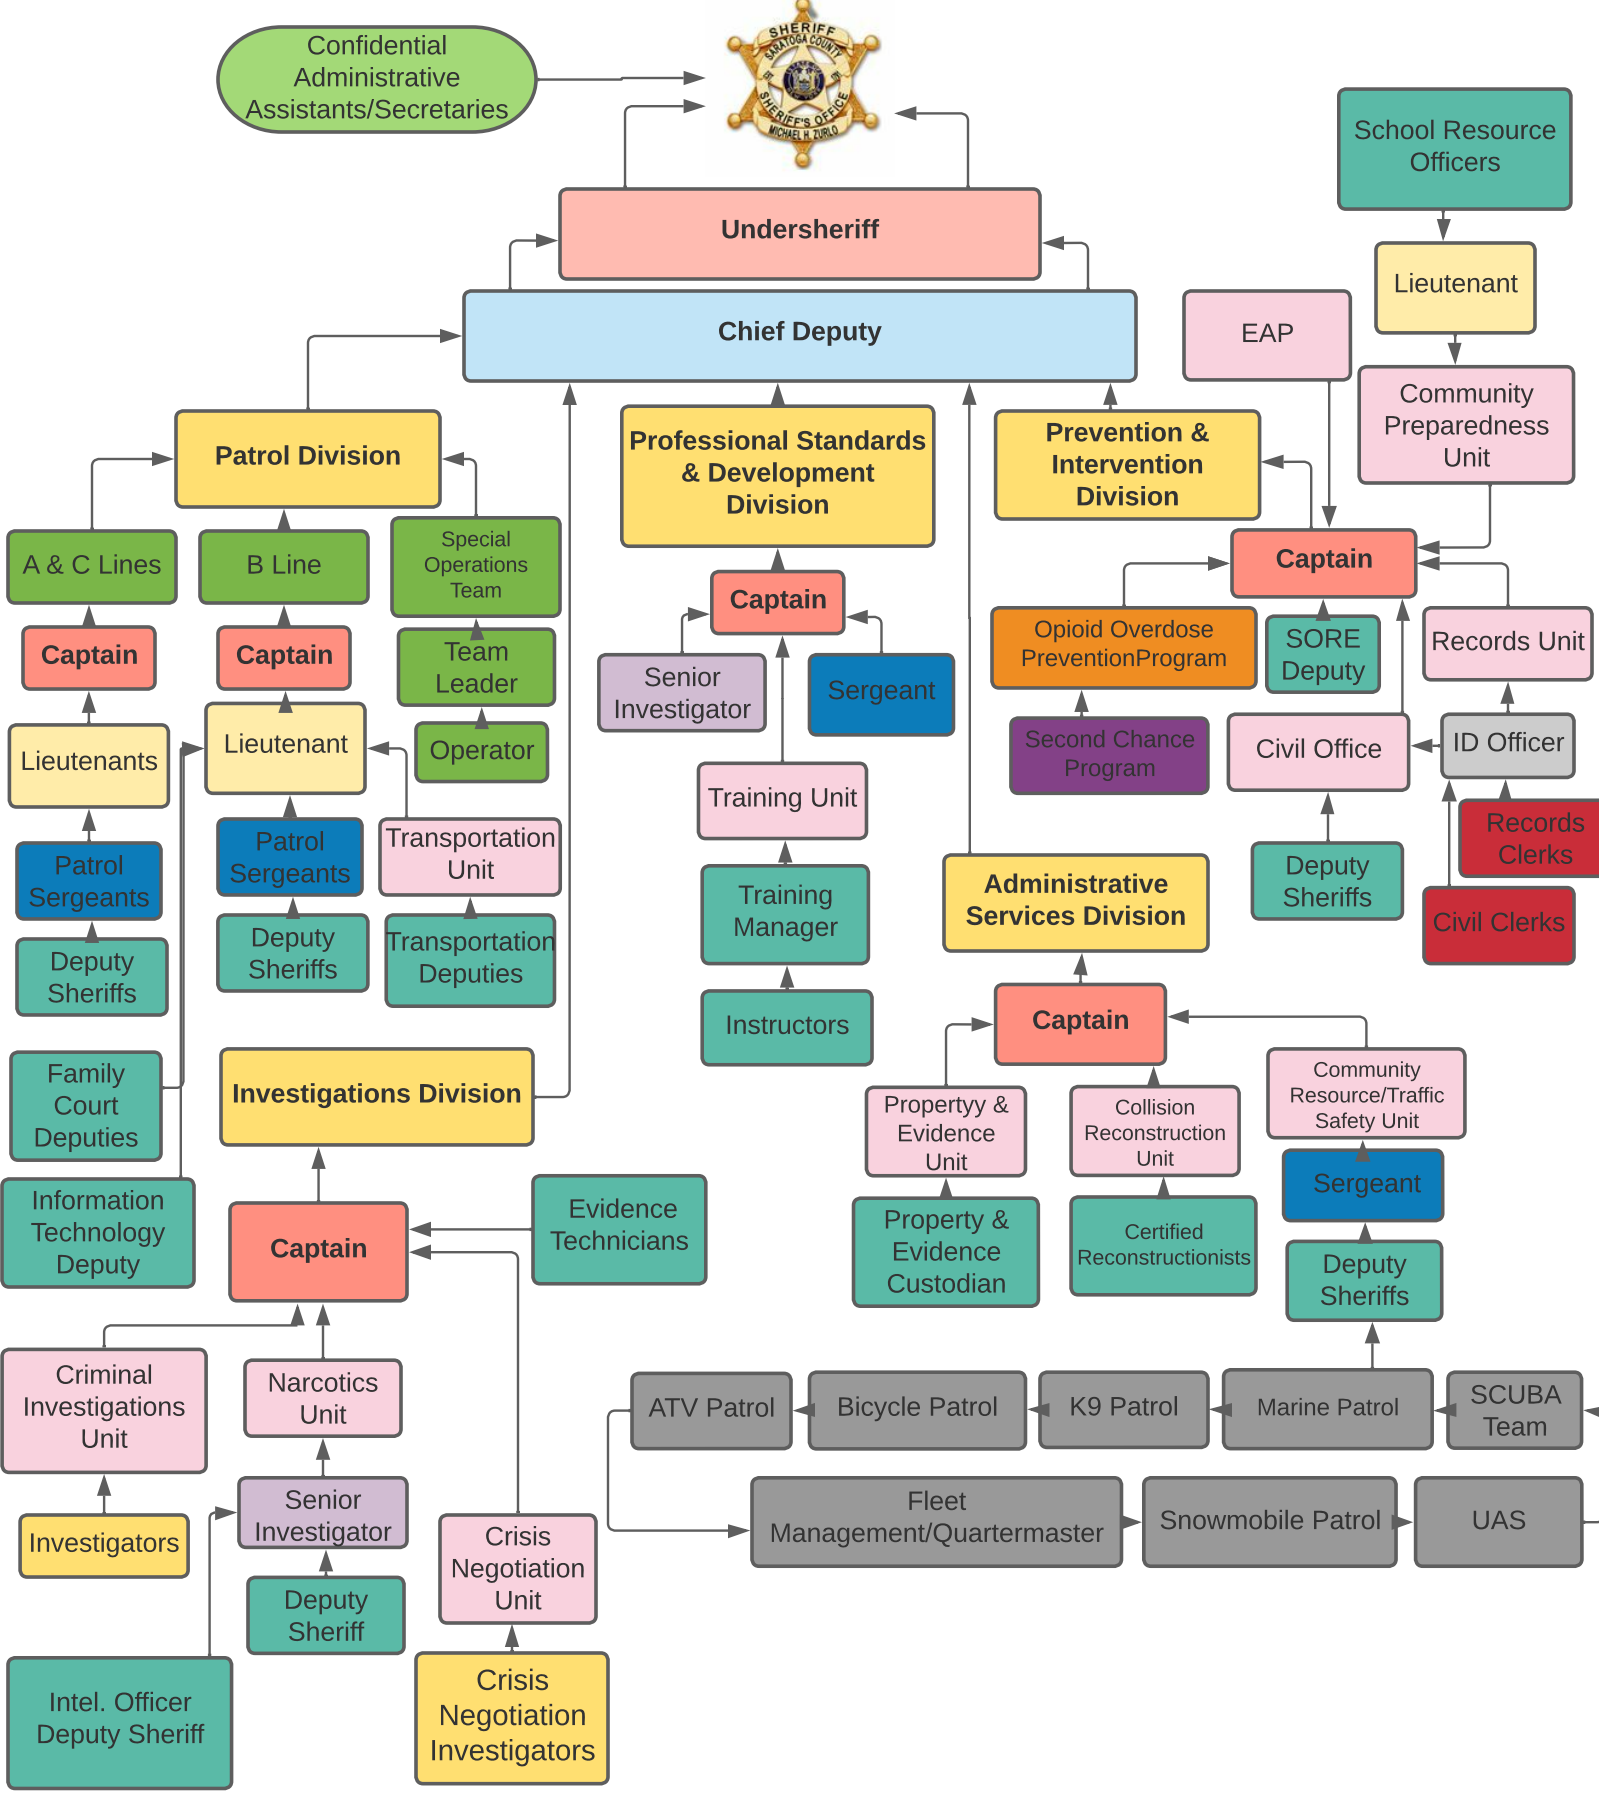 Confidential
Administrative
Assistants/Secretaries
SHERIFF
SARATOGA COUNTY
SHERIFF'S OFFICE
MICHAEL H. ZURLO
School Resource
Officers
Undersheriff
Lieutenant
Chief Deputy
EAP
Community
Preparedness
Unit
Patrol Division
Professional Standards
& Development
Division
Prevention &
Intervention
Division
A & C Lines
B Line
Special
Operations
Team
Captain
Captain
Captain
Captain
Team
Leader
Senior
Investigator
Sergeant
Opioid Overdose
PreventionProgram
SORE
Deputy
Records Unit
Lieutenants
Lieutenant
Operator
Second Chance
Program
Civil Office
ID Officer
Training Unit
Patrol
Sergeants
Patrol
Sergeants
Transportation
Unit
Records
Clerks
Training
Manager
Administrative
Services Division
Deputy
Sheriffs
Civil Clerks
Deputy
Sheriffs
Deputy
Sheriffs
Transportation
Deputies
Instructors
Captain
Family
Court
Deputies
Investigations Division
Propertyy &
Evidence
Unit
Collision
Reconstruction
Unit
Community
Resource/Traffic
Safety Unit
Sergeant
Information
Technology
Deputy
Captain
Evidence
Technicians
Property &
Evidence
Custodian
Certified
Reconstructionists
Deputy
Sheriffs
Criminal
Investigations
Unit
Narcotics
Unit
ATV Patrol
Bicycle Patrol
K9 Patrol
Marine Patrol
SCUBA
Team
Senior
Investigator
Fleet
Management/Quartermaster
Snowmobile Patrol
UAS
Investigators
Crisis
Negotiation
Unit
Deputy
Sheriff
Intel. Officer
Deputy Sheriff
Crisis
Negotiation
Investigators